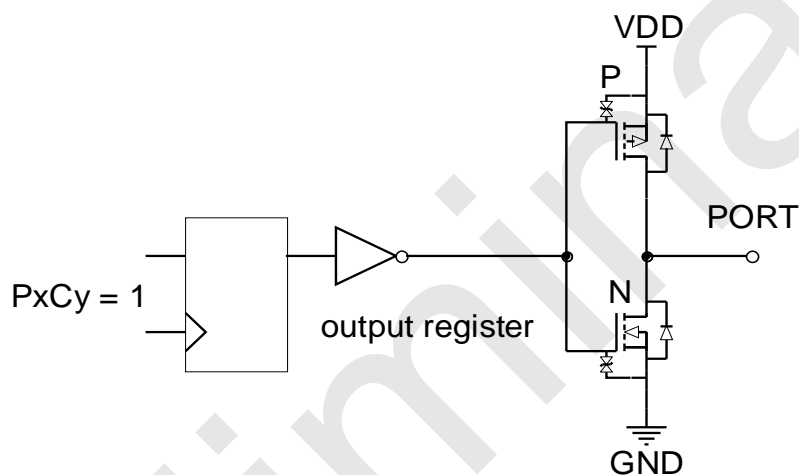 VDD
P
PORT
PxCy = 1
N
output register
GND